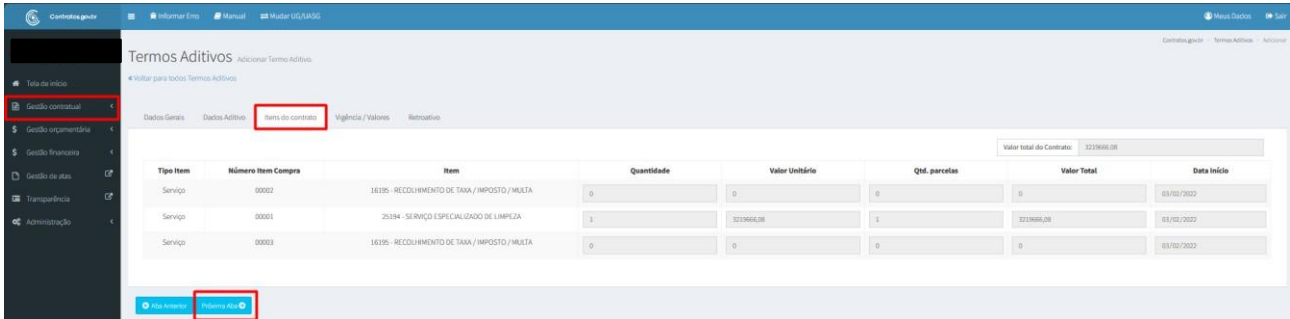 Contratos.gov.br
Informar Erro Manual Mudar UG/UASG
Meus Dados Sair
Contratos.gov.br Termos Aditivos Adicionar
Termos Aditivos Adicionar Termo Aditivo.
Voltar para todos Termos Aditivos
Tela de início
Gestão contratual
Gestão orçamentária
Gestão financeira
Gestão de atas
Transparência
Administração
Dados Gerais Dados Aditivo Itens do contrato Vigência / Valores Retroativo
Valor total do Contrato: 3219666.08
Tipo Item Número Item Compra Item Quantidade Valor Unitário Qtd. parcelas Valor Total Data Início
Serviço 00002 16195 - RECOLHIMENTO DE TAXA / IMPOSTO / MULTA 0 0 0 0 03/02/2022
Serviço 00001 25194 - SERVIÇO ESPECIALIZADO DE LIMPEZA 1 3219666,08 1 3219666,08 03/02/2022
Serviço 00003 16195 - RECOLHIMENTO DE TAXA / IMPOSTO / MULTA 0 0 0 0 03/02/2022
Aba Anterior Próxima Aba